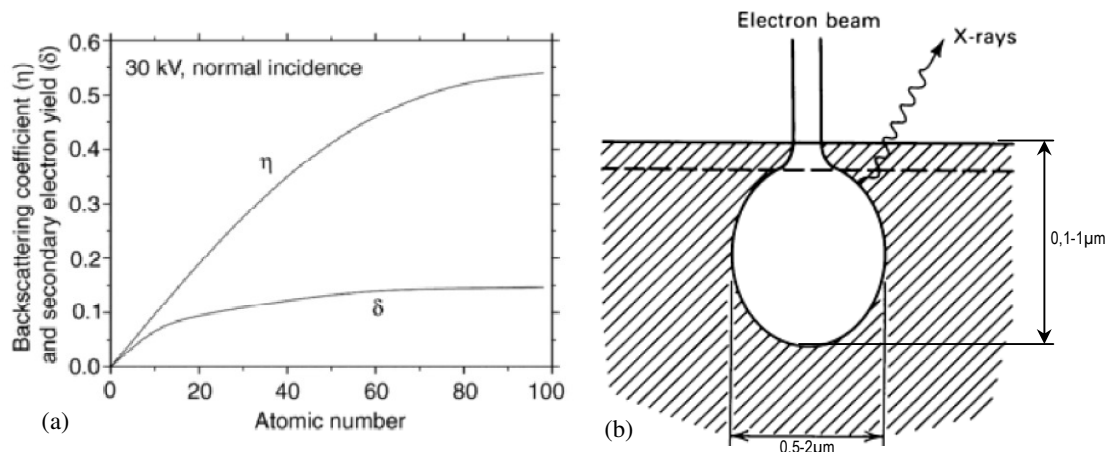 Backscattering coefficient (η)
and secondary electron yield (δ)
0.6
0.5
0.4
0.3
0.2
0.1
0.0
30 kV, normal incidence
η
δ
0 20 40 60 80 100
Atomic number
(a)
Electron beam
X-rays
0,1-1µm
0,5-2µm
(b)